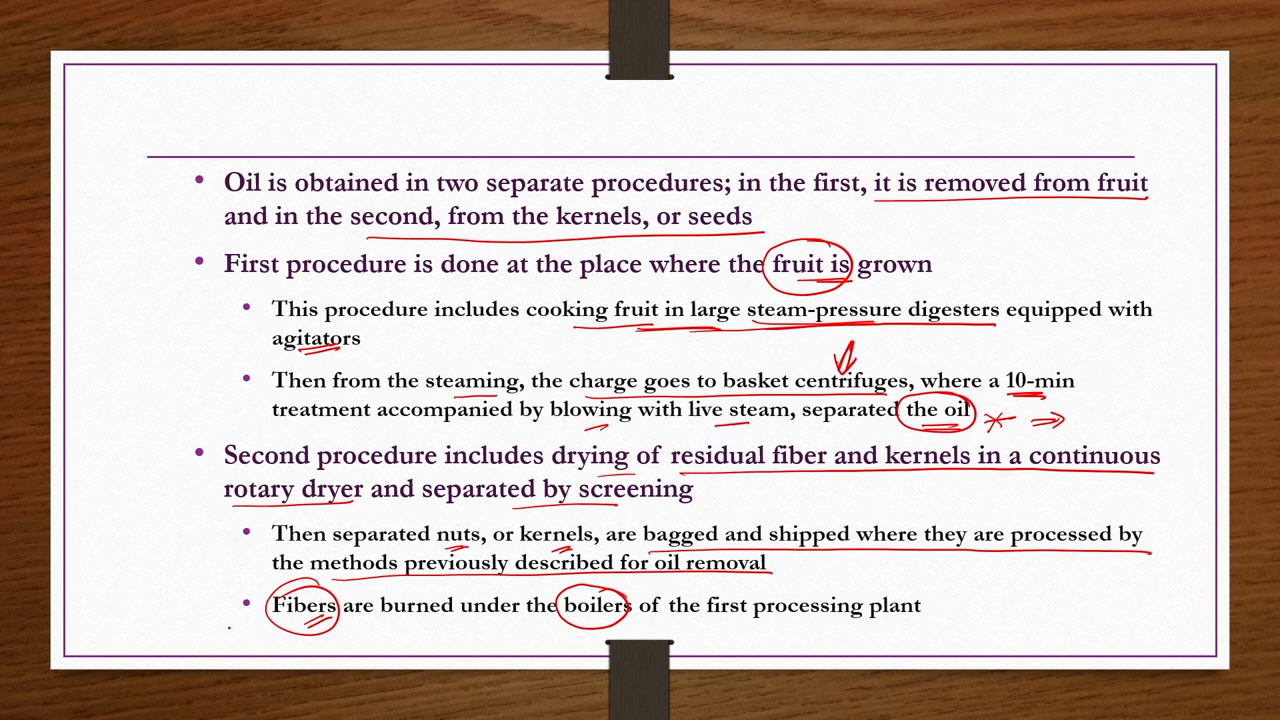 • Oil is obtained in two separate procedures; in the first, it is removed from fruit
and in the second, from the kernels, or seeds
• First procedure is done at the place where the fruit is grown
• This procedure includes cooking fruit in large steam-pressure digesters equipped with
agitators
• Then from the steaming, the charge goes to basket centrifuges, where a 10-min
treatment accompanied by blowing with live steam, separated the oil
• Second procedure includes drying of residual fiber and kernels in a continuous
rotary dryer and separated by screening
• Then separated nuts, or kernels, are bagged and shipped where they are processed by
the methods previously described for oil removal
• Fibers are burned under the boilers of the first processing plant